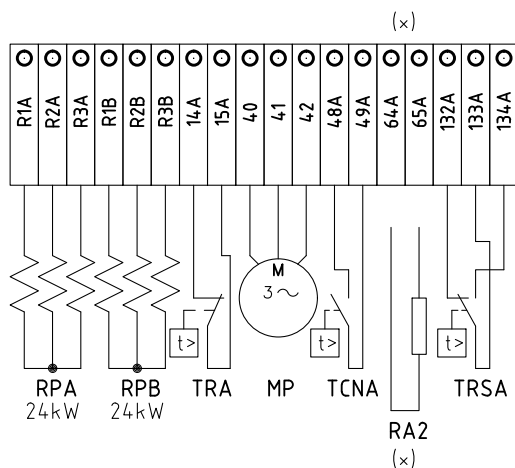 (×)
R1A R2A R3A R1B R2B R3B 14A 15A 40 41 42 48A 49A 64A 65A 132A 133A 134A
M
3~
t> t> t>
RPA RPB TRA MP TCNA TRSA
24kW 24kW
RA2
(×)